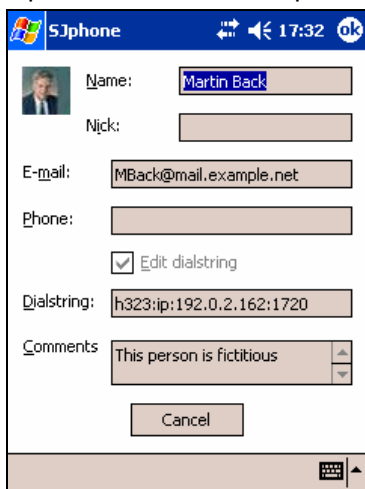 SJphone 17:32 ok
Name: Martin Back
Nick:
E-mail: MBack@mail.example.net
Phone:
Edit dialstring
Dialstring: h323:ip:192.0.2.162:1720
Comments This person is fictitious
Cancel